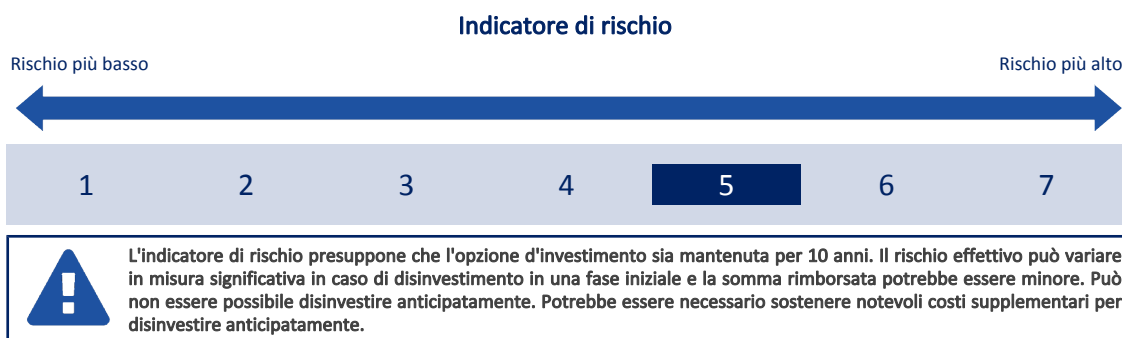 Indicatore di rischio
Rischio più basso Rischio più alto
1 2 3 4 5 6 7
L'indicatore di rischio presuppone che l'opzione d'investimento sia mantenuta per 10 anni. Il rischio effettivo può variare
in misura significativa in caso di disinvestimento in una fase iniziale e la somma rimborsata potrebbe essere minore. Può
non essere possibile disinvestire anticipatamente. Potrebbe essere necessario sostenere notevoli costi supplementari per
disinvestire anticipatamente.